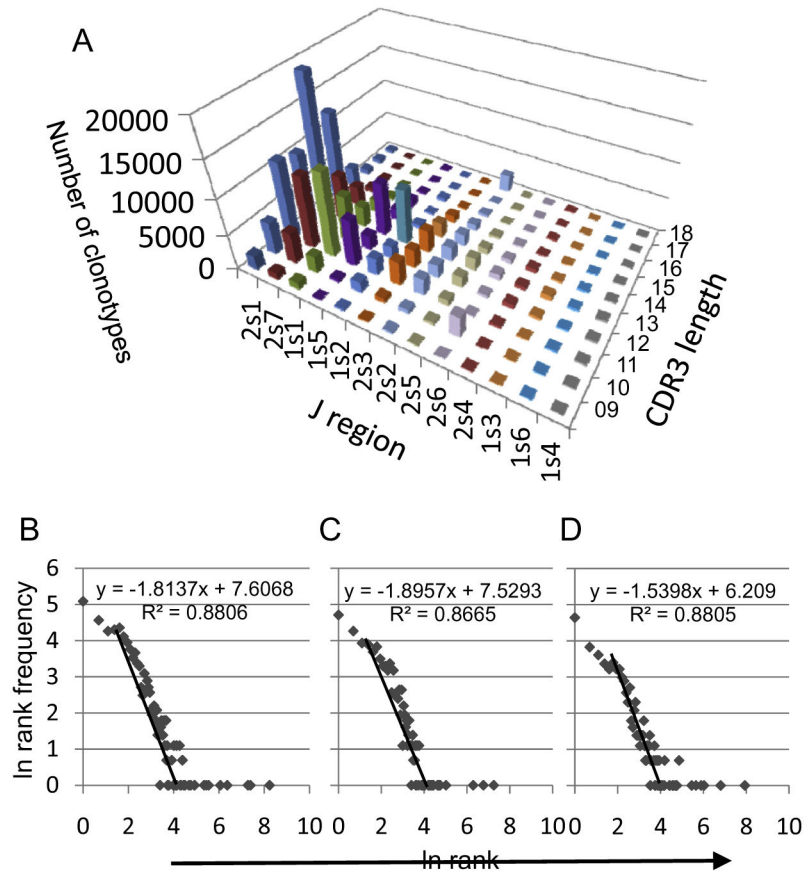 A
20000
15000
10000
5000
0
Number of clonotypes
2s1
2s7
1s1
1s5
1s2
2s3
2s2
2s5
2s6
2s4
1s3
1s6
1s4
J region
18
17
16
15
14
13
12
11
10
09
CDR3 length
B
C
D
6
5
4
3
2
1
0
ln rank frequency
y = -1.8137x + 7.6068
R² = 0.8806
y = -1.8957x + 7.5293
R² = 0.8665
y = -1.5398x + 6.209
R² = 0.8805
0 2 4 6 8 10
0 2 4 6 8 10
0 2 4 6 8 10
ln rank